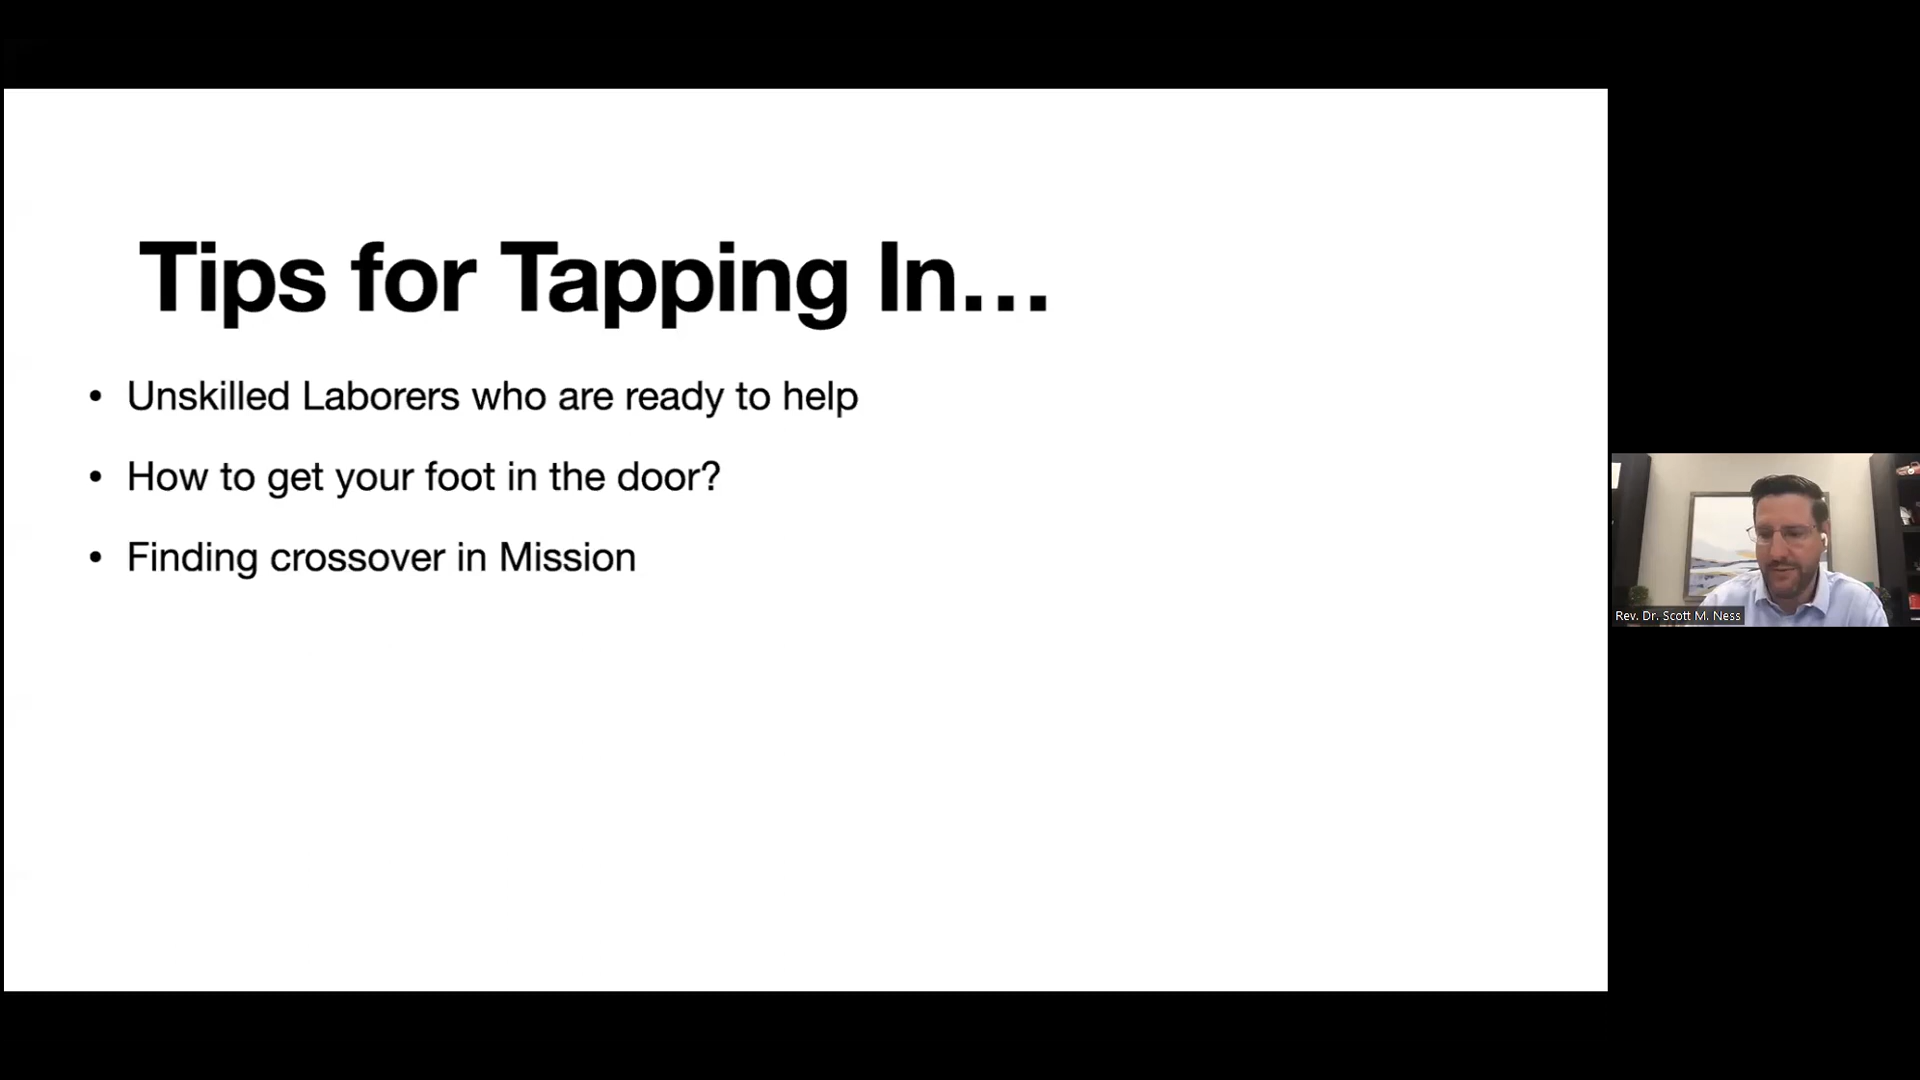 Tips for Tapping In…
• Unskilled Laborers who are ready to help
• How to get your foot in the door?
• Finding crossover in Mission
Rev. Dr. Scott M. Ness